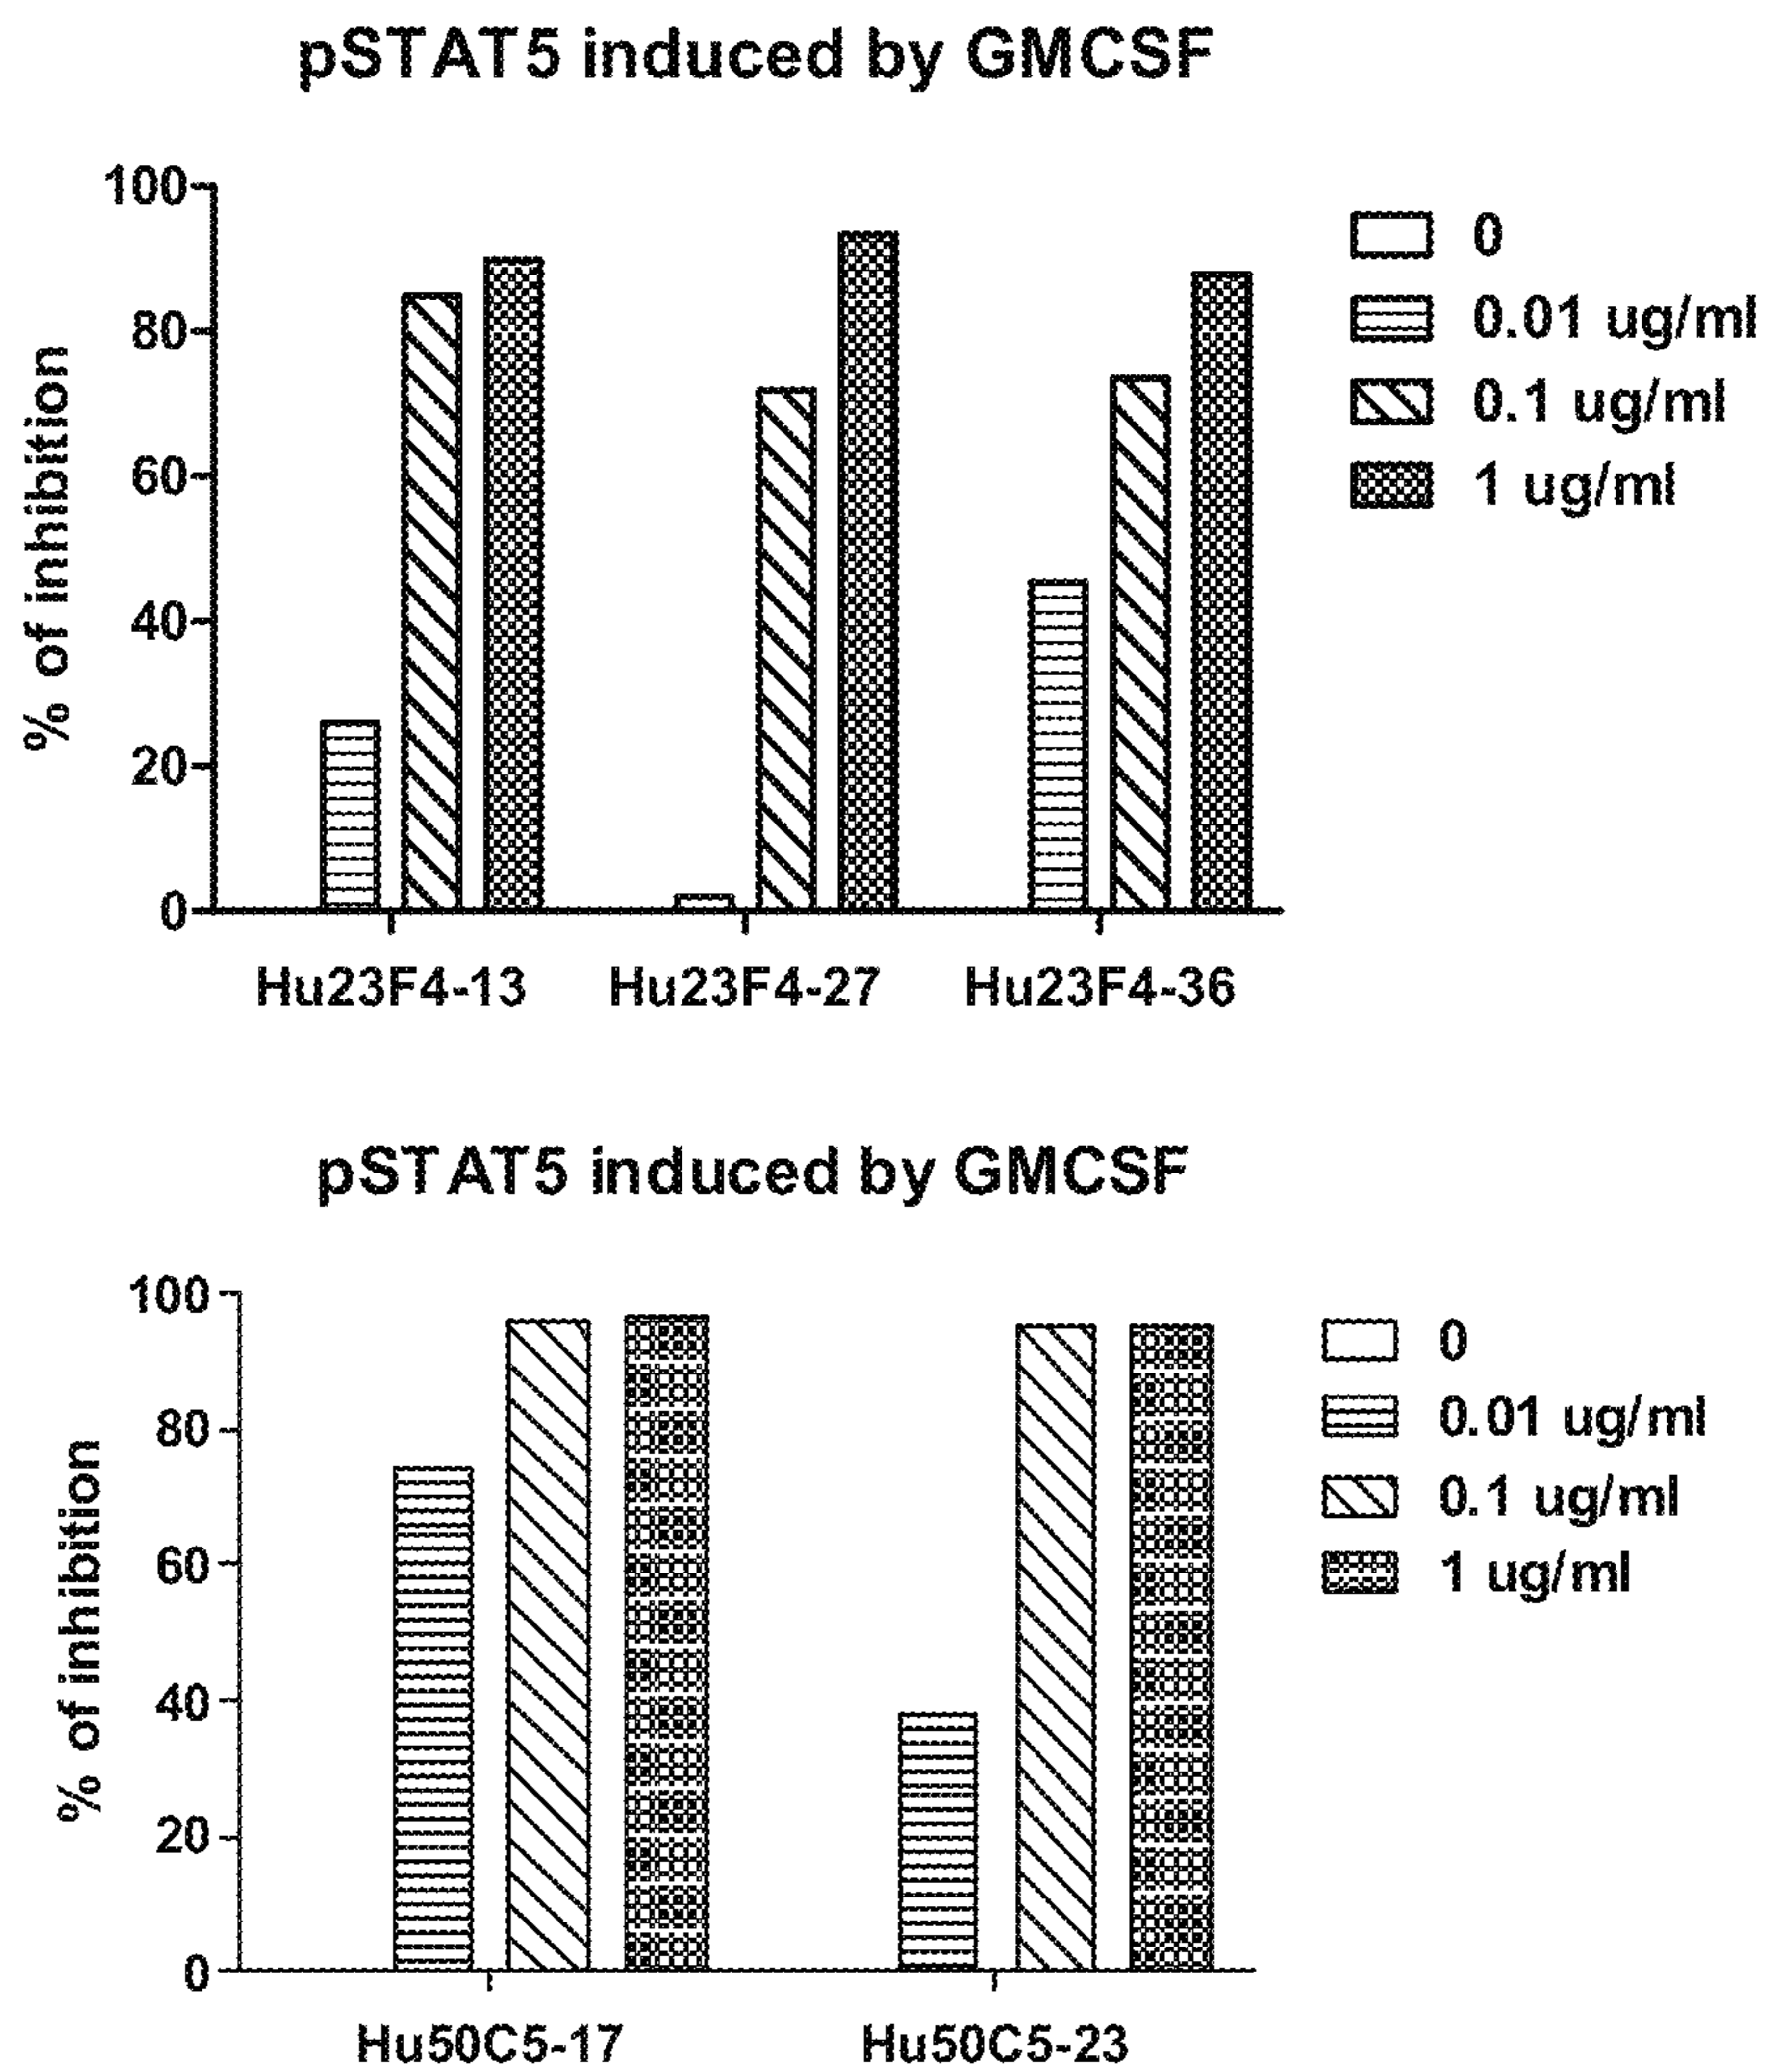 pSTAT5 induced by GMCSF
% of inhibition
100
80
60
40
20
0
Hu23F4-13 Hu23F4-27 Hu23F4-36
0
0.01 ug/ml
0.1 ug/ml
1 ug/ml
pSTAT5 induced by GMCSF
% of inhibition
100
80
60
40
20
0
Hu50C5-17 Hu50C5-23
0
0.01 ug/ml
0.1 ug/ml
1 ug/ml